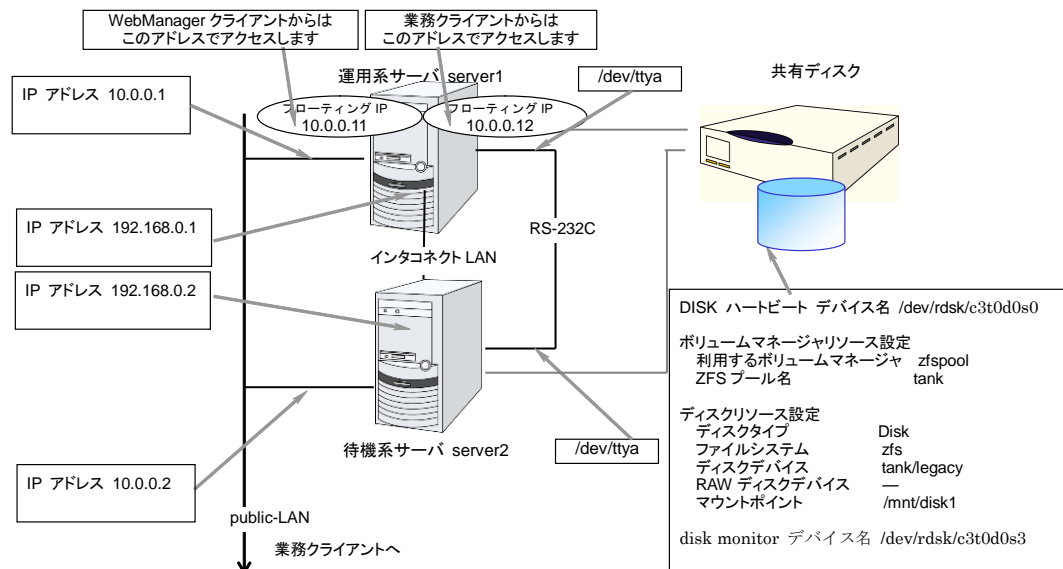 WebManager クライアントからは
このアドレスでアクセスします
業務クライアントからは
このアドレスでアクセスします
運用系サーバ server1
/dev/ttya
共有ディスク
IP アドレス 10.0.0.1
フローティング IP
10.0.0.11
フローティング IP
10.0.0.12
IP アドレス 192.168.0.1
RS-232C
インタコネクト LAN
IP アドレス 192.168.0.2
DISK ハートビート デバイス名 /dev/rdsk/c3t0d0s0
ボリュームマネージャリソース設定
利用するボリュームマネージャ zfspool
ZFS プール名 tank
ディスクリソース設定
ディスクタイプ Disk
ファイルシステム zfs
ディスクデバイス tank/legacy
RAW ディスクデバイス —
マウントポイント /mnt/disk1
disk monitor デバイス名 /dev/rdsk/c3t0d0s3
待機系サーバ server2
/dev/ttya
IP アドレス 10.0.0.2
public-LAN
業務クライアントへ